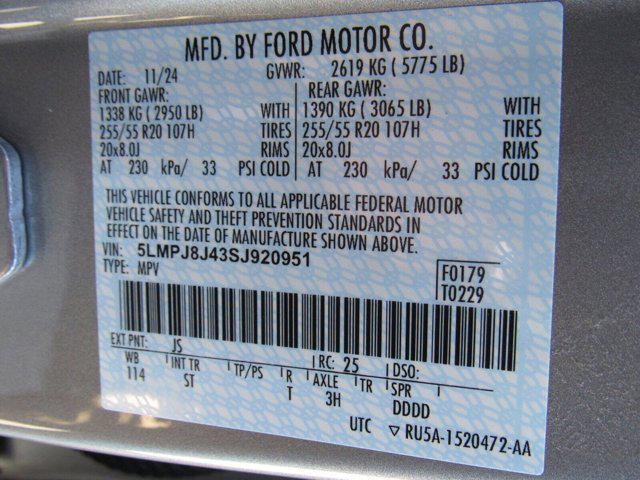 MFD. BY FORD MOTOR CO.
DATE: 11/24 GVWR: 2619 KG ( 5775 LB)
FRONT GAWR: REAR GAWR:
1338 KG ( 2950 LB) WITH 1390 KG ( 3065 LB) WITH
255/55 R20 107H TIRES 255/55 R20 107H TIRES
20x8.0J RIMS 20x8.0J RIMS
AT 230 kPa/ 33 PSI COLD AT 230 kPa/ 33 PSI COLD
THIS VEHICLE CONFORMS TO ALL APPLICABLE FEDERAL MOTOR
VEHICLE SAFETY AND THEFT PREVENTION STANDARDS IN
EFFECT ON THE DATE OF MANUFACTURE SHOWN ABOVE.
VIN: 5LMPJ8J43SJ920951
TYPE: MPV
F0179
T0229
EXT PNT: JS RC: 25 DSO:
WB INT TR TP/PS R AXLE TR SPR
114 ST T 3H DDDD
UTC ▽ RU5A-1520472-AA